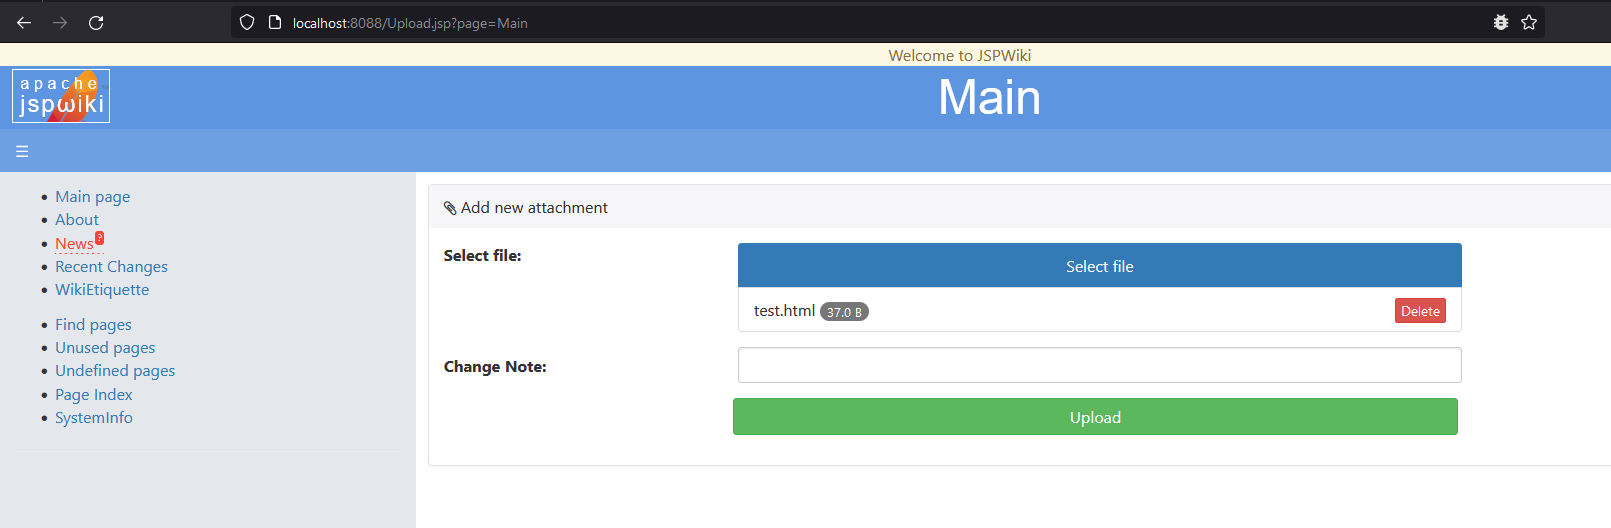 localhost:8088/Upload.jsp?page=Main
Welcome to JSPWiki
apache
jspωiki
Main
Main page
About
News ?
Recent Changes
WikiEtiquette
Find pages
Unused pages
Undefined pages
Page Index
SystemInfo
Add new attachment
Select file:
Select file
test.html 37.0 B
Delete
Change Note:
Upload